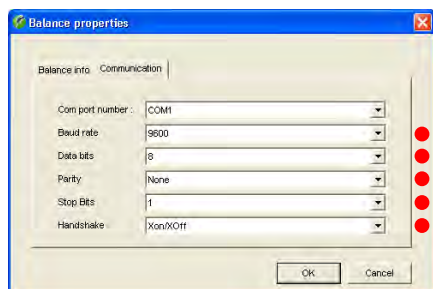 Balance properties
Balance info Communication
Com port number : COM1
Baud rate 9600
Data bits 8
Parity None
Stop Bits 1
Handshake Xon/XOff
OK Cancel